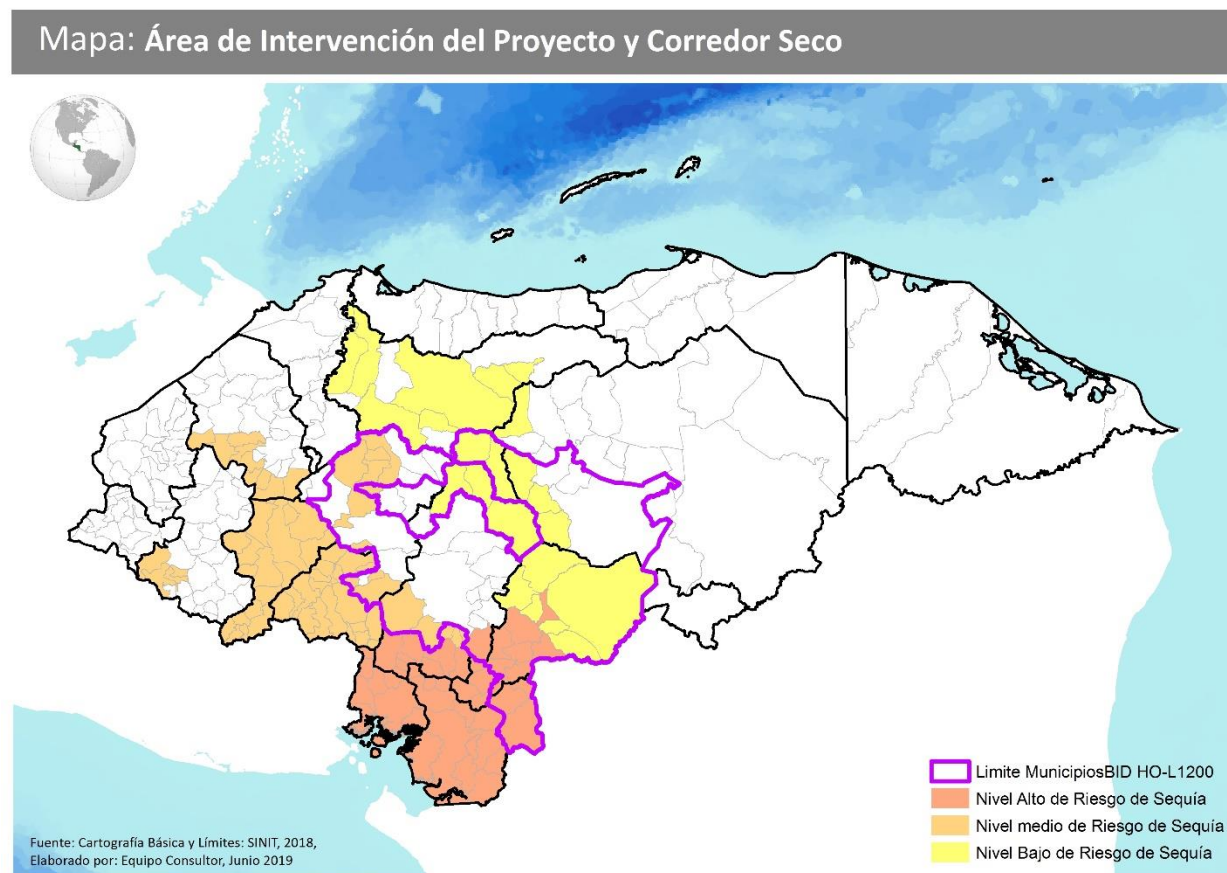 Mapa: Área de Intervención del Proyecto y Corredor Seco
Limite MunicipiosBID HO-L1200
Nivel Alto de Riesgo de Sequía
Nivel medio de Riesgo de Sequía
Nivel Bajo de Riesgo de Sequía
Fuente: Cartografía Básica y Límites: SINIT, 2018,
Elaborado por: Equipo Consultor, Junio 2019